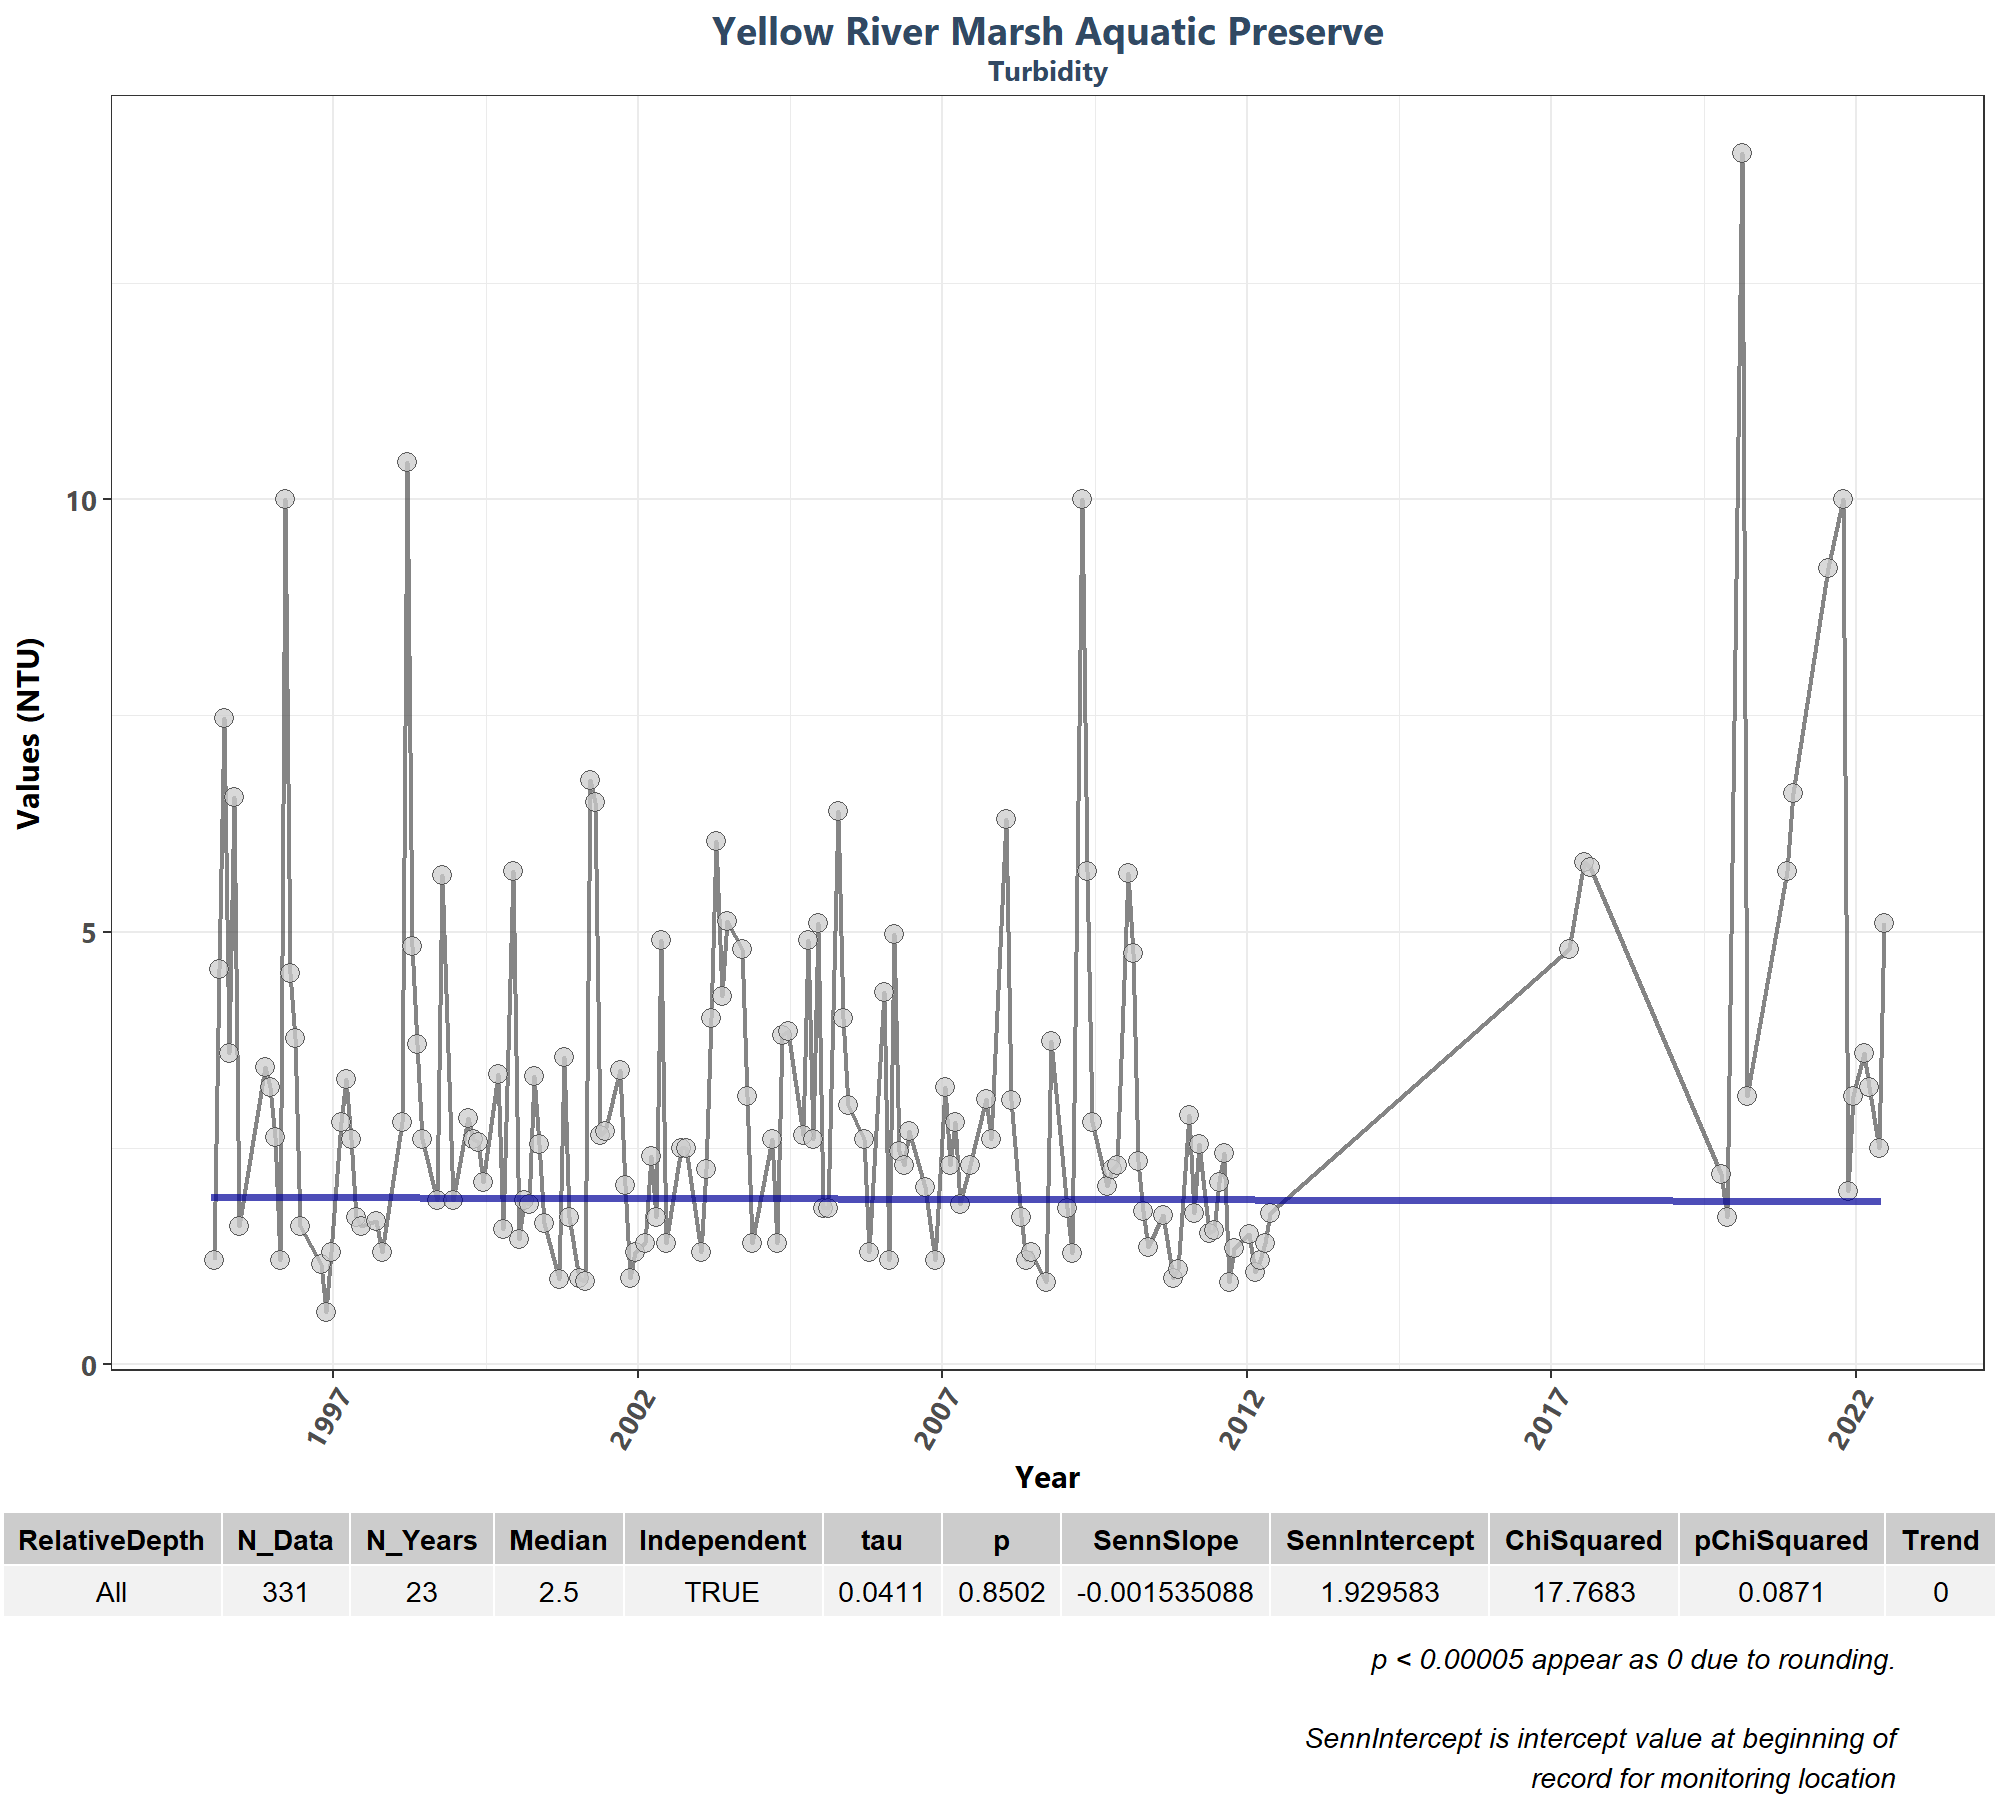 Yellow River Marsh Aquatic Preserve
Turbidity
Values (NTU)
10
5
0
1997
2002
2007
2012
2017
2022
Year
RelativeDepth N_Data N_Years Median Independent tau p SennSlope SennIntercept ChiSquared pChiSquared Trend
All 331 23 2.5 TRUE 0.0411 0.8502 -0.001535088 1.929583 17.7683 0.0871 0
p < 0.00005 appear as 0 due to rounding.
SennIntercept is intercept value at beginning of
record for monitoring location